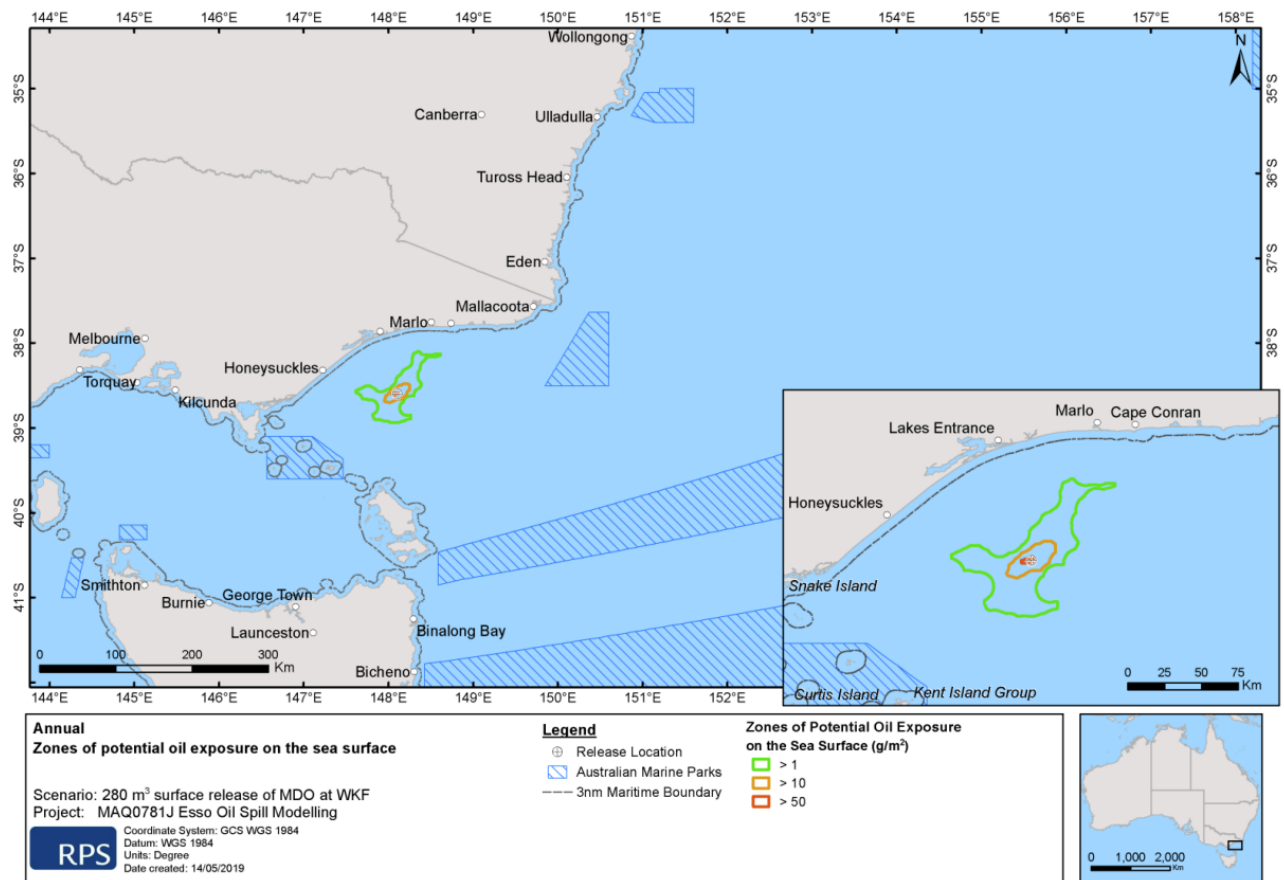 144°E 145°E 146°E 147°E 148°E 149°E 150°E 151°E 152°E 153°E 154°E 155°E 156°E 157°E 158°E
Wollongong
N
35°S 35°S
Canberra
Ulladulla
36°S 36°S
Tuross Head
37°S 37°S
Eden
Mallacoota
Marlo
38°S 38°S
Melbourne
Honeysuckles
Torquay
Kilcunda
39°S
40°S
41°S
Smithton
Burnie
George Town
Launceston
Binalong Bay
Bicheno
0 100 200 300
Km
144°E 145°E 146°E 147°E 148°E 149°E 150°E 151°E 152°E
Marlo
Cape Conran
Lakes Entrance
Honeysuckles
Snake Island
Curtis Island
Kent Island Group
0 25 50 75
Km
Annual
Zones of potential oil exposure on the sea surface
Scenario: 280 m³ surface release of MDO at WKF
Project: MAQ0781J Esso Oil Spill Modelling
RPS
Coordinate System: GCS WGS 1984
Datum: WGS 1984
Units: Degree
Date created: 14/05/2019
Legend
Release Location
Australian Marine Parks
3nm Maritime Boundary
Zones of Potential Oil Exposure
on the Sea Surface (g/m²)
> 1
> 10
> 50
0 1,000 2,000
Km